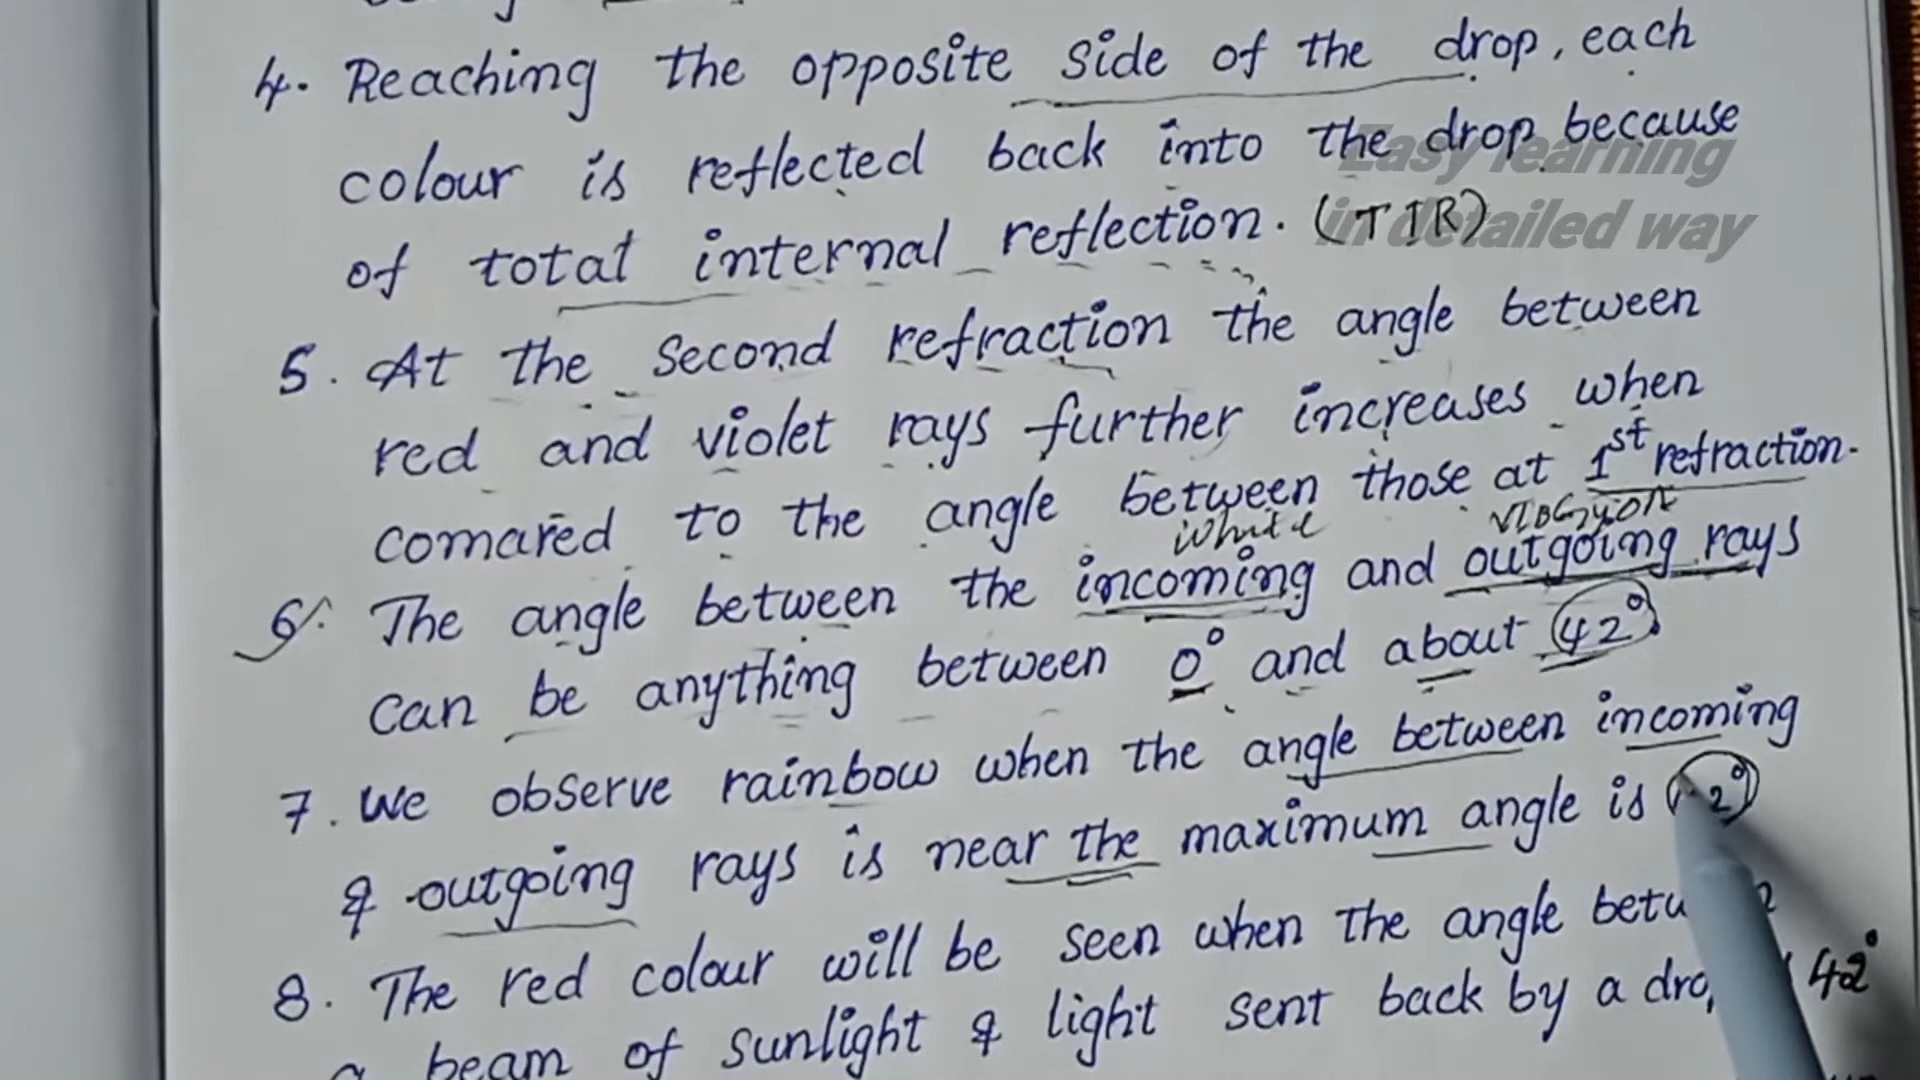 4. Reaching the opposite side of the drop, each
colour is reflected back into the drop because
Easy learning
of total internal reflection. (TIR)
in detailed way
5. At the second refraction the angle between
red and violet rays further increases when
comared to the angle between those at 1st refraction.
white VIBGYOR
6. The angle between the incoming and outgoing rays
can be anything between 0° and about 42°.
7. We observe rainbow when the angle between incoming
& outgoing rays is near the maximum angle is
8. The red colour will be seen when the angle
a beam of sunlight & light sent back by a 42°